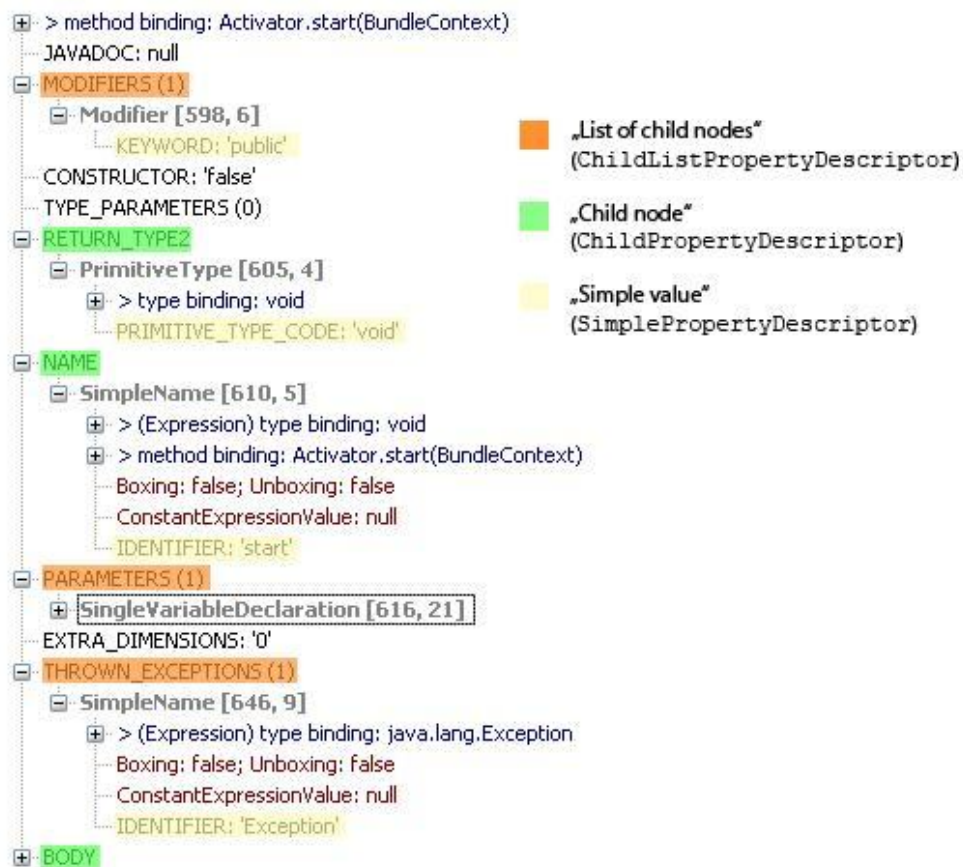 > method binding: Activator.start(BundleContext)
JAVADOC: null
MODIFIERS (1)
Modifier [598, 6]
KEYWORD: 'public'
CONSTRUCTOR: 'false'
TYPE_PARAMETERS (0)
RETURN_TYPE2
PrimitiveType [605, 4]
> type binding: void
PRIMITIVE_TYPE_CODE: 'void'
NAME
SimpleName [610, 5]
> (Expression) type binding: void
> method binding: Activator.start(BundleContext)
Boxing: false; Unboxing: false
ConstantExpressionValue: null
IDENTIFIER: 'start'
PARAMETERS (1)
SingleVariableDeclaration [616, 21]
EXTRA_DIMENSIONS: '0'
THROWN_EXCEPTIONS (1)
SimpleName [646, 9]
> (Expression) type binding: java.lang.Exception
Boxing: false; Unboxing: false
ConstantExpressionValue: null
IDENTIFIER: 'Exception'
BODY
„List of child nodes“
(ChildListPropertyDescriptor)
„Child node“
(ChildPropertyDescriptor)
„Simple value“
(SimplePropertyDescriptor)